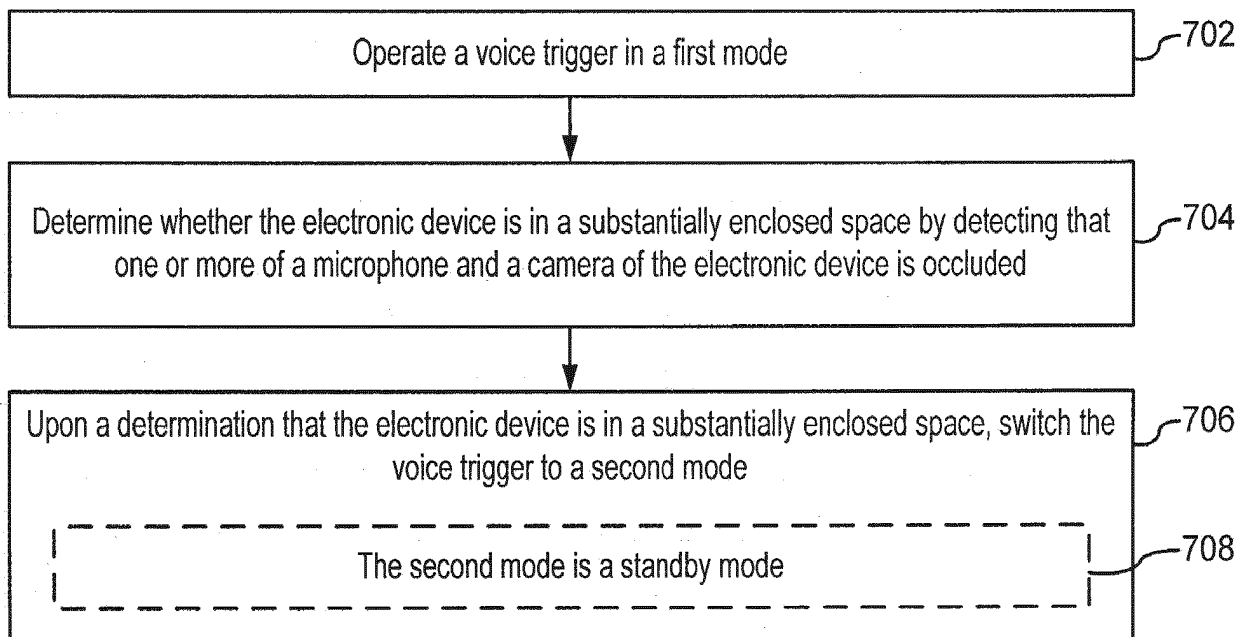 Operate a voice trigger in a first mode
702
Determine whether the electronic device is in a substantially enclosed space by detecting that
one or more of a microphone and a camera of the electronic device is occluded
704
Upon a determination that the electronic device is in a substantially enclosed space, switch the
voice trigger to a second mode
706
The second mode is a standby mode
708